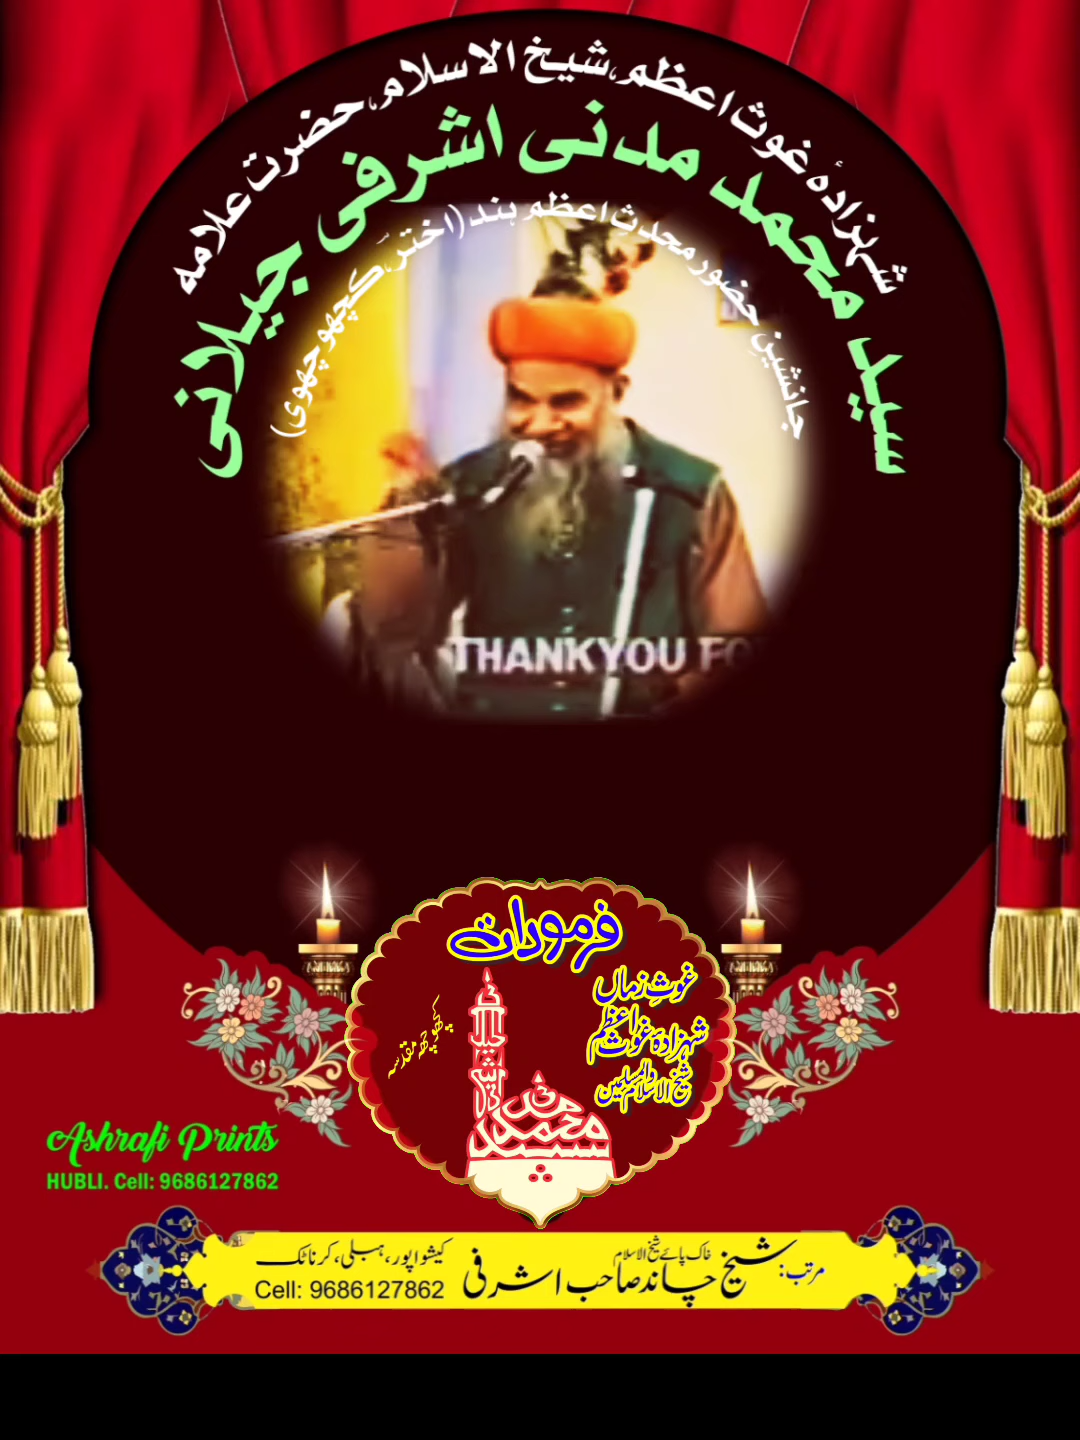 شہزادۂ غوث اعظم، شیخ الاسلام، حضرت علامہ
سید محمد مدنی اشرفی جیلانی
جانشینِ حضور محدثِ اعظم ہند (اختر کچھوچھوی)
THANKYOU FO
فرمودات
غوثِ زماں
شہزادۂ غوث اعظم
شیخ الاسلام والمسلمین
کچھوچھہ مقدسہ
سید محمد مدنی اشرفی جیلانی
Ashrafi Prints
HUBLI. Cell: 9686127862
مرتب: خاک پائے شیخ الاسلام
شیخ چاند صاحب اشرفی
کیشواپور، ہبلی، کرناٹک
Cell: 9686127862